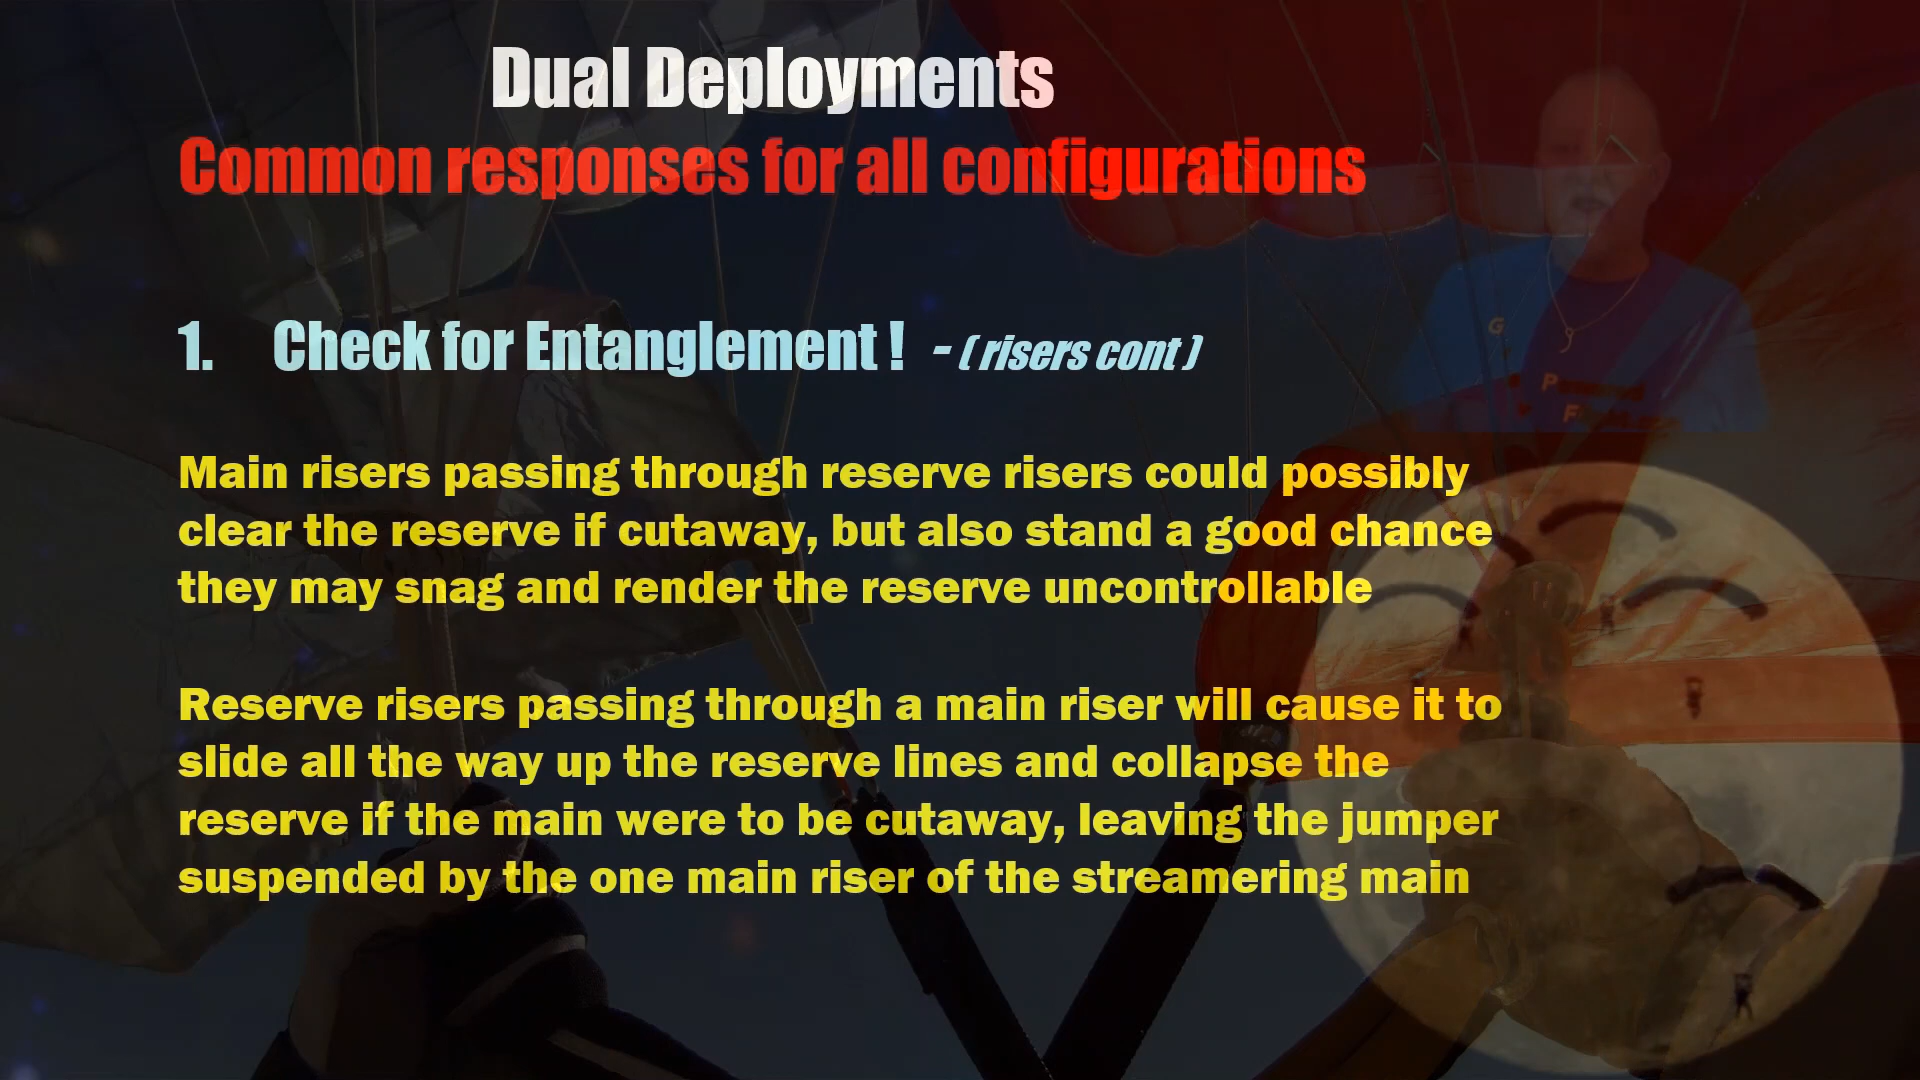 Dual Deployments
Common responses for all configurations
1. Check for Entanglement ! - ( risers cont )
Main risers passing through reserve risers could possibly
clear the reserve if cutaway, but also stand a good chance
they may snag and render the reserve uncontrollable
Reserve risers passing through a main riser will cause it to
slide all the way up the reserve lines and collapse the
reserve if the main were to be cutaway, leaving the jumper
suspended by the one main riser of the streamering main